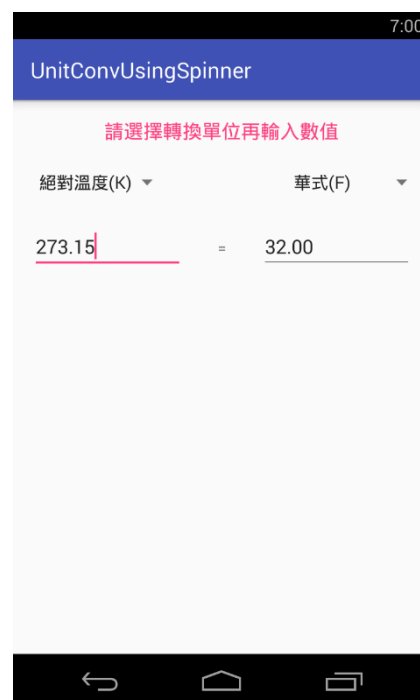 7:00
UnitConvUsingSpinner
請選擇轉換單位再輸入數值
絕對溫度(K) 華式(F)
273.15 = 32.00